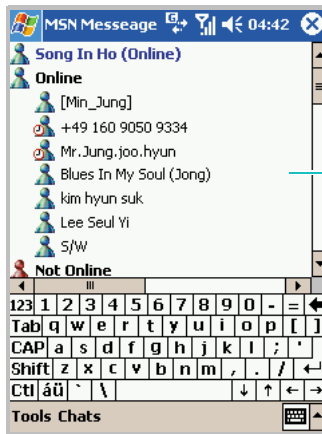 MSN Messeage 04:42
Song In Ho (Online)
Online
[Min_Jung]
+49 160 9050 9334
Mr.Jung.joo.hyun
Blues In My Soul (Jong)
kim hyun suk
Lee Seul Yi
S/W
Not Online
123 1 2 3 4 5 6 7 8 9 0 - =
Tab q w e r t y u i o p [ ]
CAP a s d f g h j k l ; '
Shift z x c v b n m , . /
Ctl áü ` \
Tools Chats